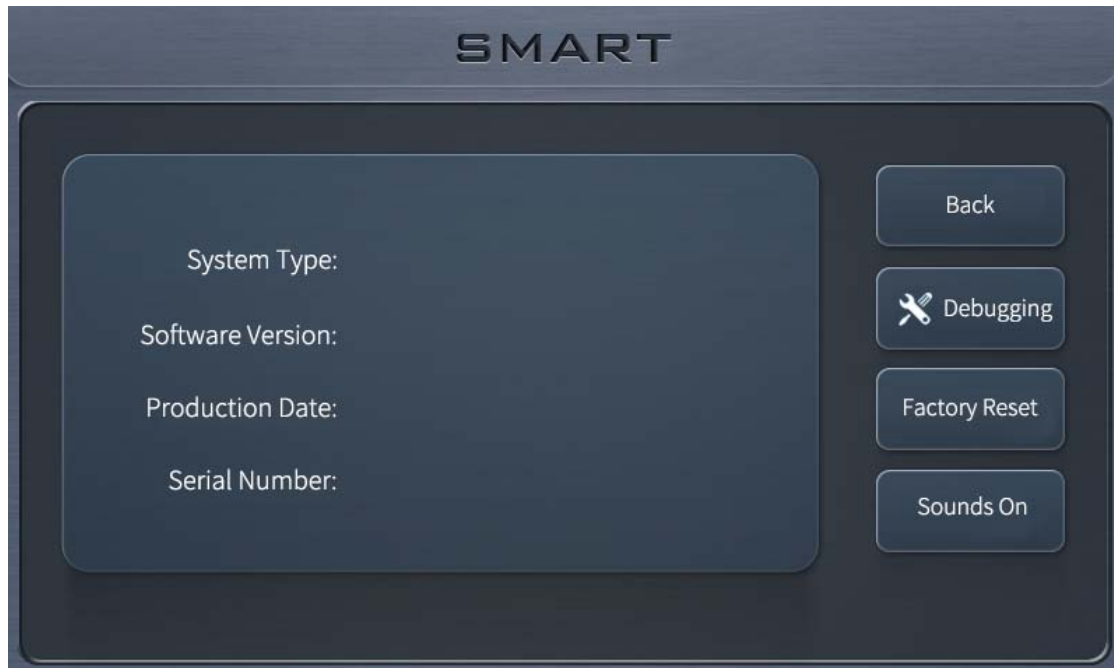 SMART
System Type:
Software Version:
Production Date:
Serial Number:
Back
Debugging
Factory Reset
Sounds On